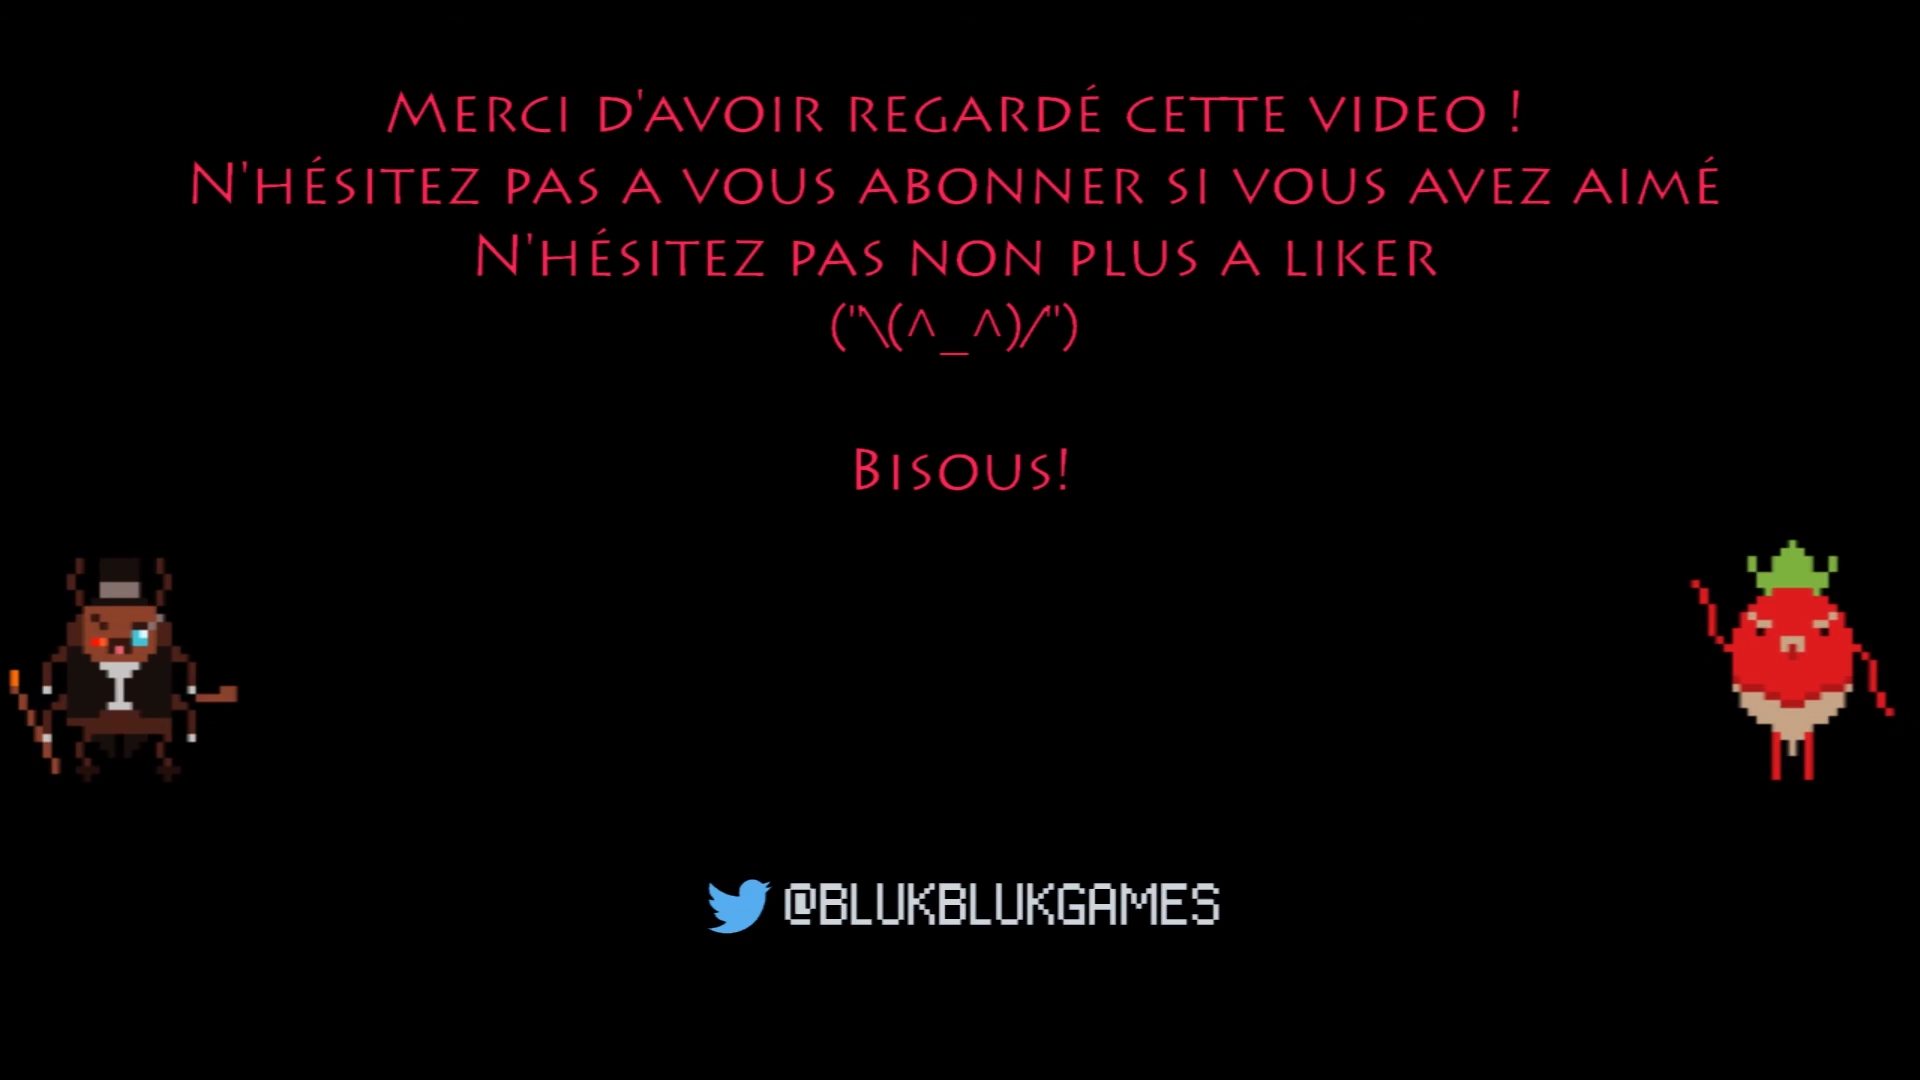 Merci d'avoir regardé cette video !
N'hésitez pas a vous abonner si vous avez aimé
N'hésitez pas non plus a liker
("\(^_^)/")
Bisous!
@BLUKBLUKGAMES